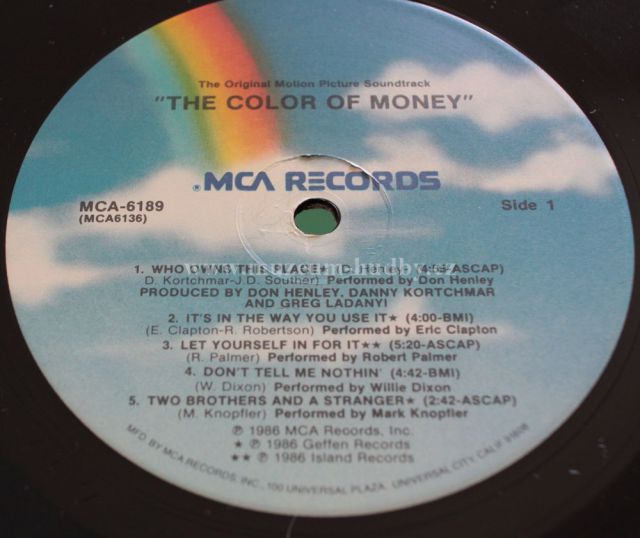 The Original Motion Picture Soundtrack
"THE COLOR OF MONEY"
MCA RECORDS
MCA-6189
(MCA6136)
Side 1
1. WHO OWNS THIS PLACE★ (D. Henley- (4:55-ASCAP)
D. Kortchmar-J.D. Souther) Performed by Don Henley
PRODUCED BY DON HENLEY, DANNY KORTCHMAR
AND GREG LADANYI
2. IT'S IN THE WAY YOU USE IT★ (4:00-BMI)
(E. Clapton-R. Robertson) Performed by Eric Clapton
3. LET YOURSELF IN FOR IT★★ (5:20-ASCAP)
(R. Palmer) Performed by Robert Palmer
4. DON'T TELL ME NOTHIN' (4:42-BMI)
(W. Dixon) Performed by Willie Dixon
5. TWO BROTHERS AND A STRANGER★ (2:42-ASCAP)
(M. Knopfler) Performed by Mark Knopfler
℗ 1986 MCA Records, Inc.
★ ℗ 1986 Geffen Records
★★ ℗ 1986 Island Records
MFD. BY MCA RECORDS, INC., 100 UNIVERSAL PLAZA, UNIVERSAL CITY, CALIF 91608